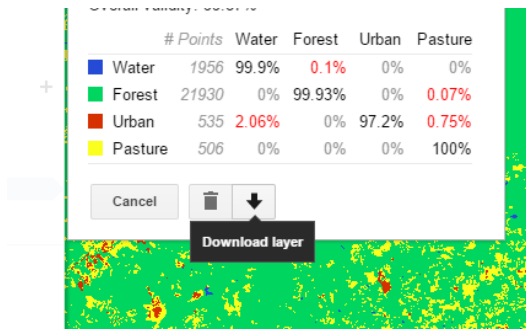 # Points Water Forest Urban Pasture
Water 1956 99.9% 0.1% 0% 0%
Forest 21930 0% 99.93% 0% 0.07%
Urban 535 2.06% 0% 97.2% 0.75%
Pasture 506 0% 0% 0% 100%
Cancel
Download layer